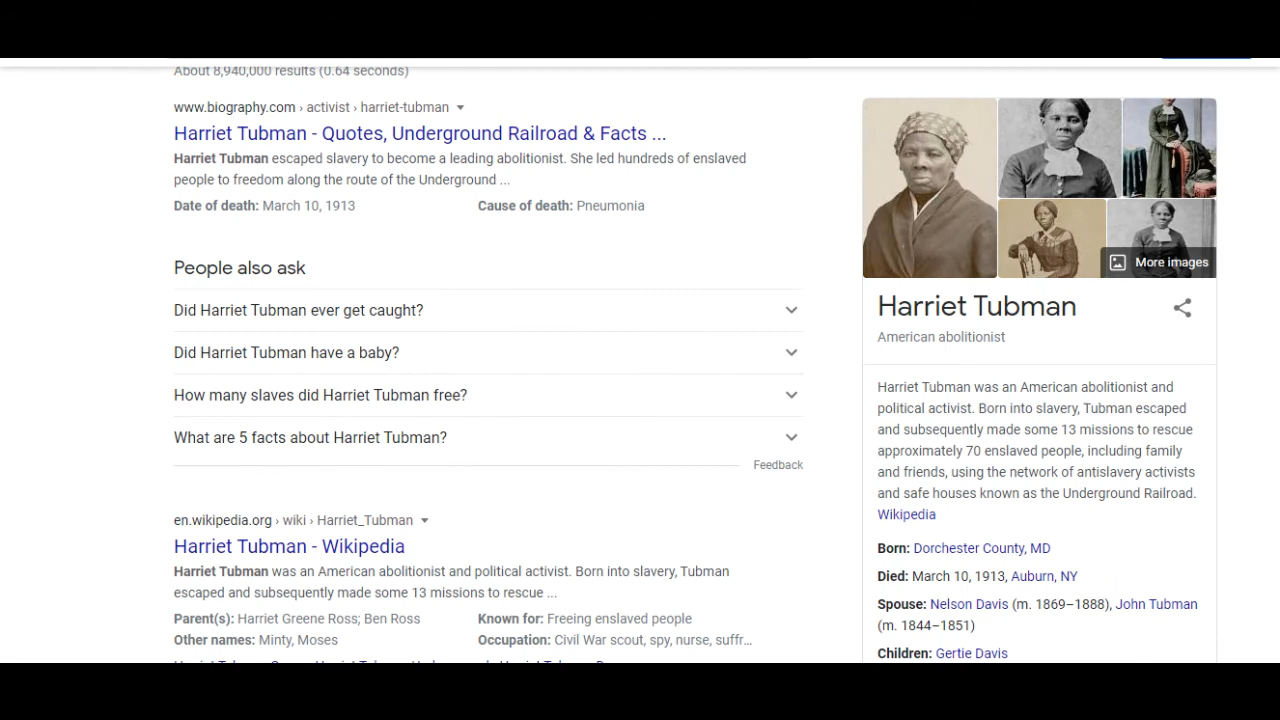 About 8,940,000 results (0.64 seconds)
www.biography.com › activist › harriet-tubman
Harriet Tubman - Quotes, Underground Railroad & Facts ...
Harriet Tubman escaped slavery to become a leading abolitionist. She led hundreds of enslaved
people to freedom along the route of the Underground ...
Date of death: March 10, 1913 Cause of death: Pneumonia
People also ask
Did Harriet Tubman ever get caught?
Did Harriet Tubman have a baby?
How many slaves did Harriet Tubman free?
What are 5 facts about Harriet Tubman?
Feedback
en.wikipedia.org › wiki › Harriet_Tubman
Harriet Tubman - Wikipedia
Harriet Tubman was an American abolitionist and political activist. Born into slavery, Tubman
escaped and subsequently made some 13 missions to rescue ...
Parent(s): Harriet Greene Ross; Ben Ross Known for: Freeing enslaved people
Other names: Minty, Moses Occupation: Civil War scout, spy, nurse, suffr...
More images
Harriet Tubman
American abolitionist
Harriet Tubman was an American abolitionist and
political activist. Born into slavery, Tubman escaped
and subsequently made some 13 missions to rescue
approximately 70 enslaved people, including family
and friends, using the network of antislavery activists
and safe houses known as the Underground Railroad.
Wikipedia
Born: Dorchester County, MD
Died: March 10, 1913, Auburn, NY
Spouse: Nelson Davis (m. 1869–1888), John Tubman
(m. 1844–1851)
Children: Gertie Davis